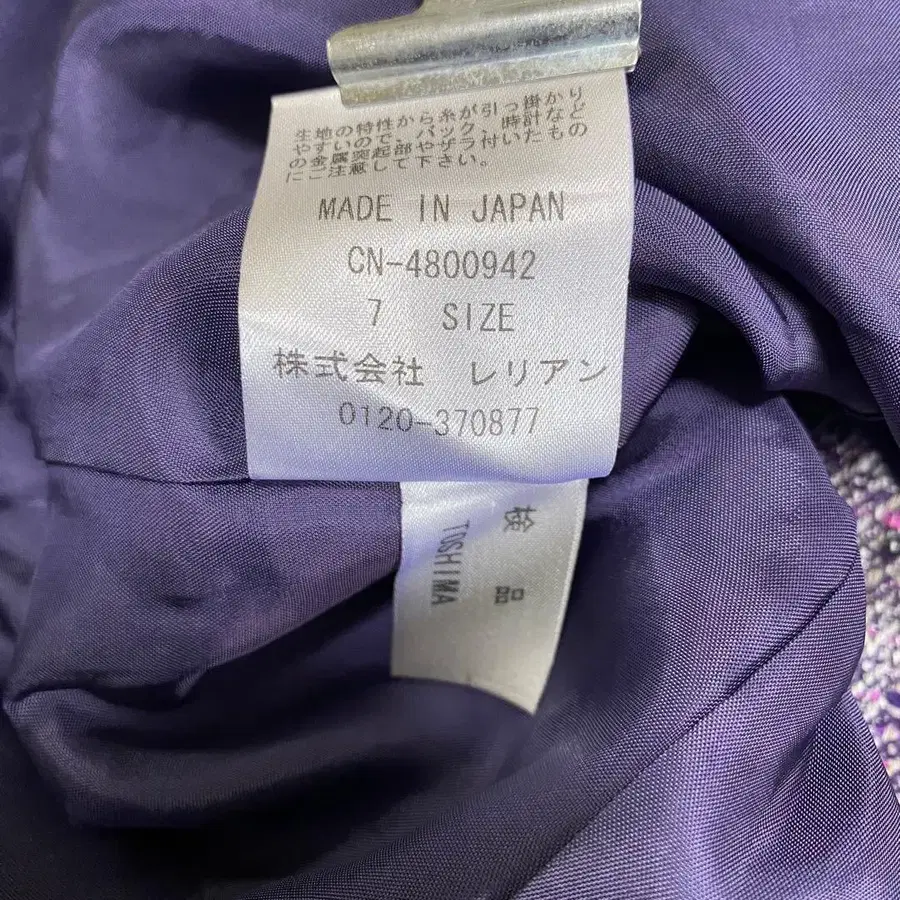 生地の特性から糸が引っ掛かり
やすいので、バック、時計など
の金属突起部やザラ付いたもの
にご注意して下さい。
MADE IN JAPAN
CN-4800942
7 SIZE
株式会社 レリアン
0120-370877
検品
TOSHIMA